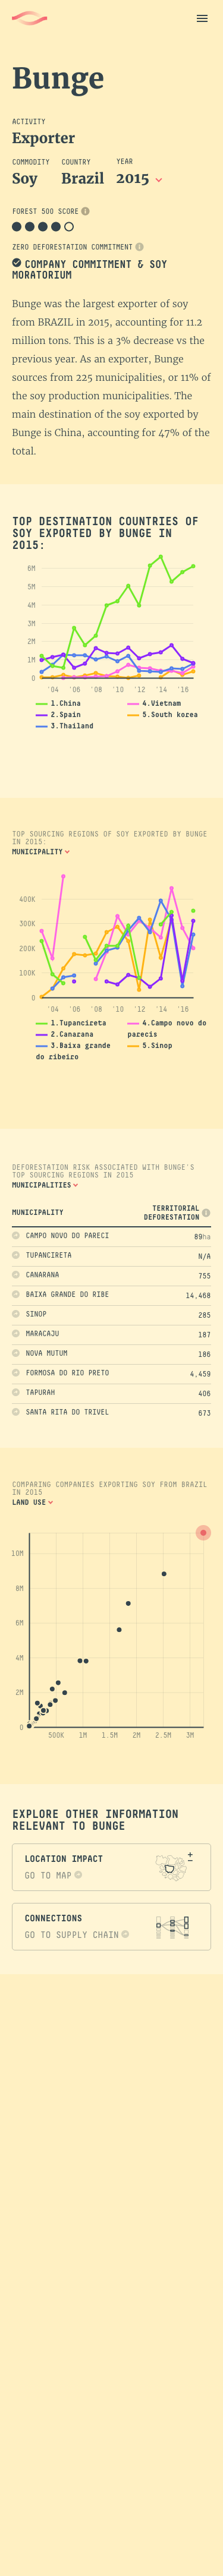 Bunge
ACTIVITY
Exporter
COMMODITY COUNTRY YEAR
Soy Brazil 2015
FOREST 500 SCORE i
ZERO DEFORESTATION COMMITMENT i
COMPANY COMMITMENT & SOY
MORATORIUM
Bunge was the largest exporter of soy
from BRAZIL in 2015, accounting for 11.2
million tons. This is a 3% decrease vs the
previous year. As an exporter, Bunge
sources from 225 municipalities, or 11% of
the soy production municipalities. The
main destination of the soy exported by
Bunge is China, accounting for 47% of the
total.
TOP DESTINATION COUNTRIES OF
SOY EXPORTED BY BUNGE IN
2015:
6M
5M
4M
3M
2M
1M
0
'04 '06 '08 '10 '12 '14 '16
1.China 4.Vietnam
2.Spain 5.South korea
3.Thailand
TOP SOURCING REGIONS OF SOY EXPORTED BY BUNGE
IN 2015:
MUNICIPALITY
400K
300K
200K
100K
0
'04 '06 '08 '10 '12 '14 '16
1.Tupancireta 4.Campo novo do
2.Canarana parecis
3.Baixa grande 5.Sinop
do ribeiro
DEFORESTATION RISK ASSOCIATED WITH BUNGE'S
TOP SOURCING REGIONS IN 2015
MUNICIPALITIES
MUNICIPALITY TERRITORIAL DEFORESTATION i
CAMPO NOVO DO PARECI 89ha
TUPANCIRETA N/A
CANARANA 755
BAIXA GRANDE DO RIBE 14,468
SINOP 285
MARACAJU 187
NOVA MUTUM 186
FORMOSA DO RIO PRETO 4,459
TAPURAH 406
SANTA RITA DO TRIVEL 673
COMPARING COMPANIES EXPORTING SOY FROM BRAZIL
IN 2015
LAND USE
10M
8M
6M
4M
2M
0
500K 1M 1.5M 2M 2.5M 3M
EXPLORE OTHER INFORMATION
RELEVANT TO BUNGE
LOCATION IMPACT
GO TO MAP
CONNECTIONS
GO TO SUPPLY CHAIN